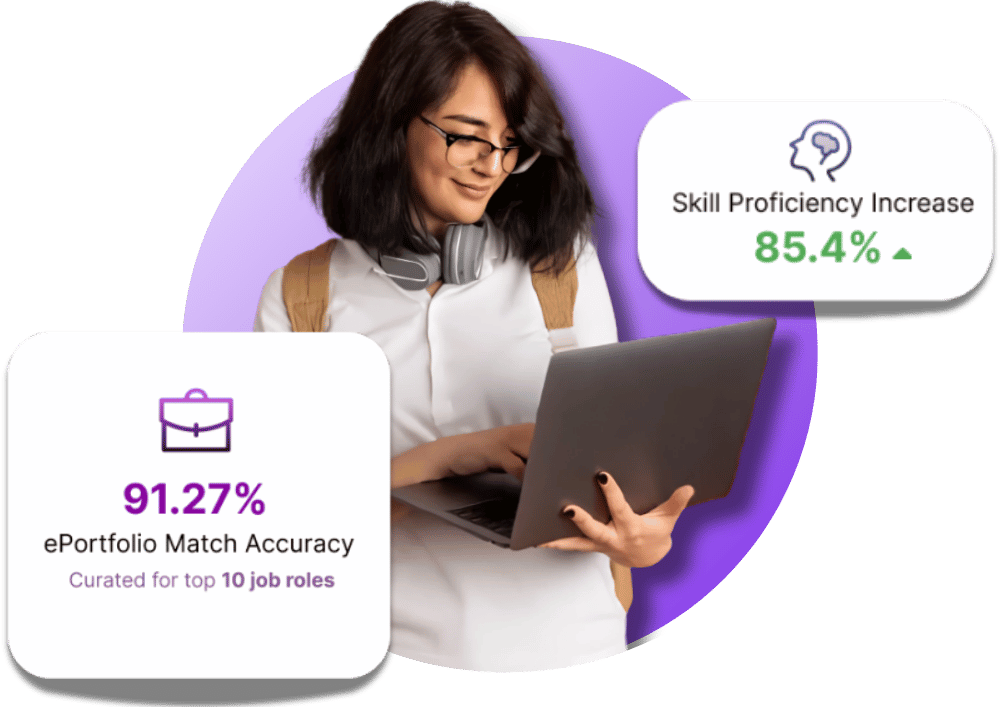 Skill Proficiency Increase
85.4%
91.27%
ePortfolio Match Accuracy
Curated for top 10 job roles